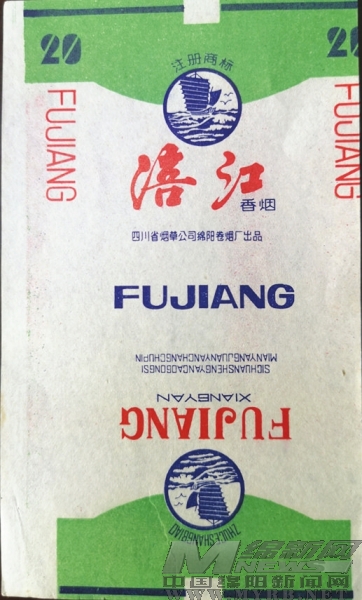 20
20
注册商标
FUJIANG
FUJIANG
涪江
香烟
四川省烟草公司绵阳卷烟厂出品
FUJIANG
SICHUANSHENGYANCAOGONGSI
MIANYANGJUANYANCHANGCHUPIN
XIANGYAN
FUJIANG
ZHUCESHANGBIAO
绵新网
MNEWS
中国绵阳新闻网